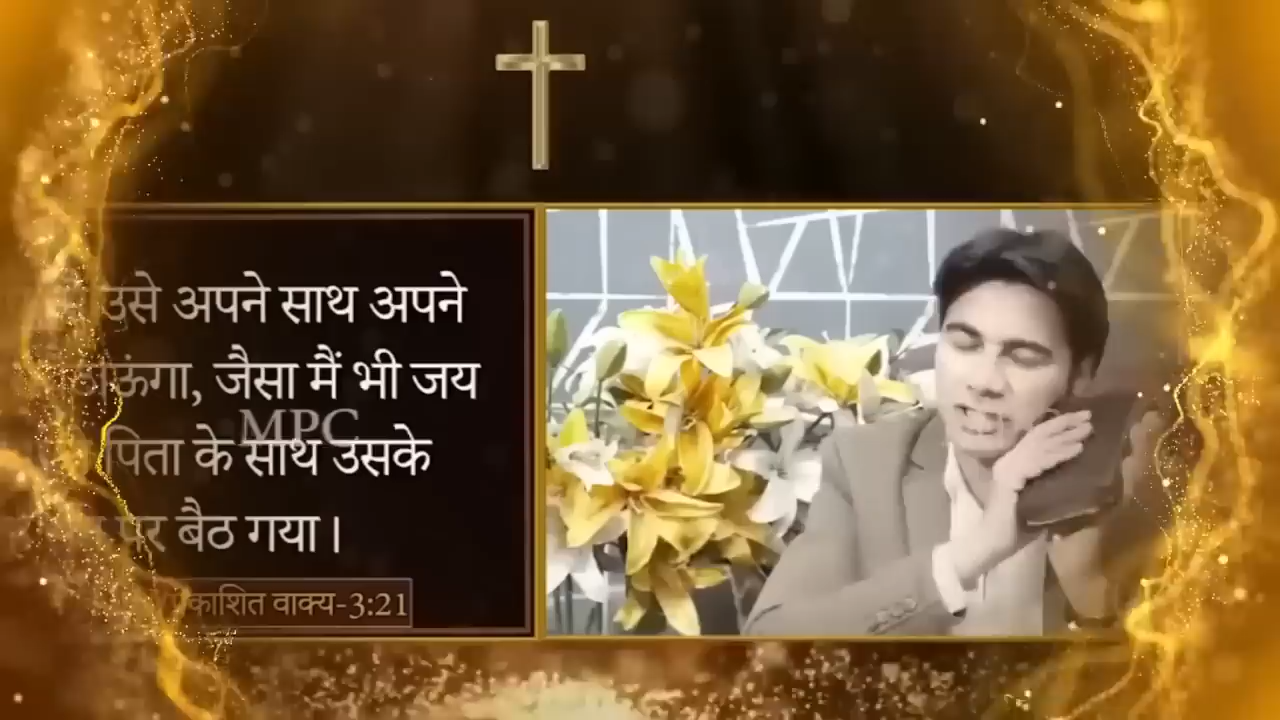 उसे अपने साथ अपने
जैसा मैं भी जय
MPC
पिता के साथ उसके
पर बैठ गया।
वाक्य-3:21